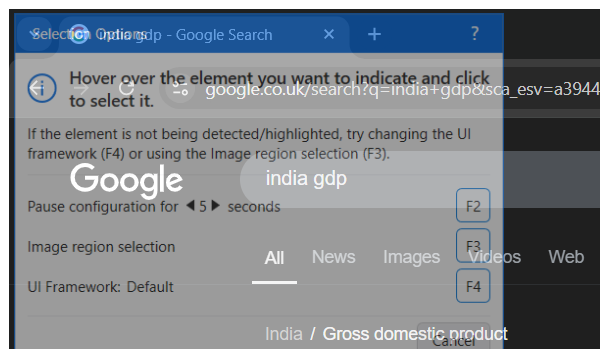 Selection Options
india gdp - Google Search
?
Hover over the element you want to indicate and click
to select it.
google.co.uk/search?q=india+gdp&sca_esv=a3944
If the element is not being detected/highlighted, try changing the UI
framework (F4) or using the Image region selection (F3).
Google
india gdp
Pause configuration for 5 seconds
F2
Image region selection
F3
All News Images Videos Web
UI Framework: Default
F4
India / Gross domestic product
Cancel